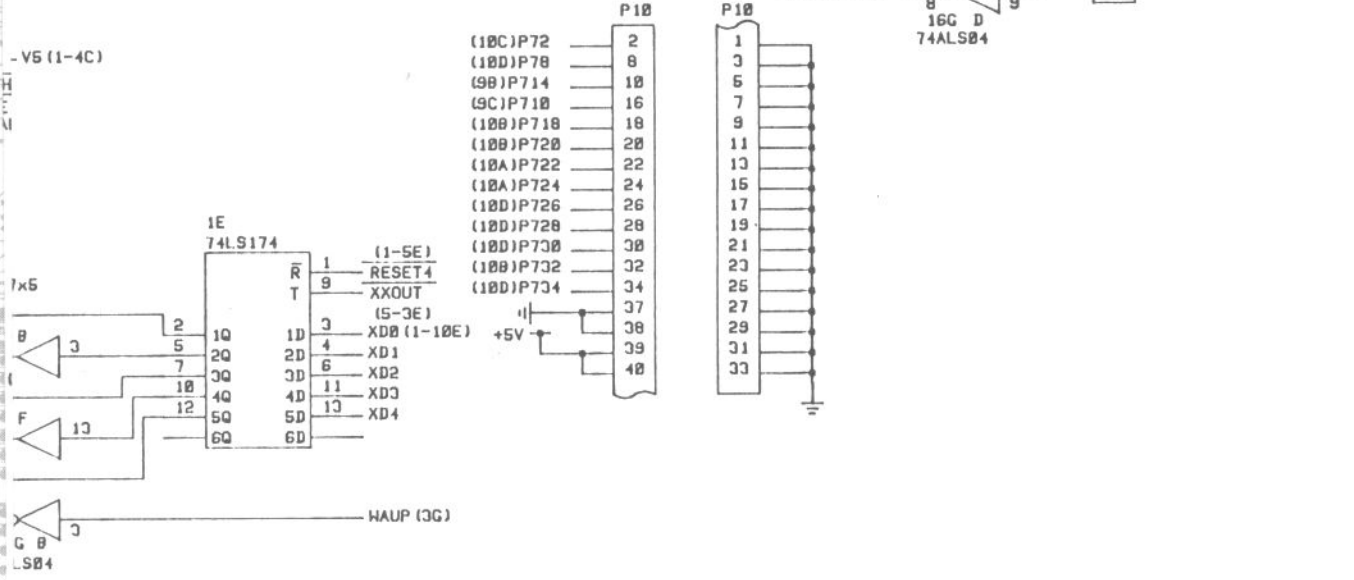 P10
P10
8
9
16G D
74ALS04
-V5 (1-4C)
(10C)P72 2
(10D)P78 8
(9B)P714 10
(9C)P710 16
(10B)P718 18
(10B)P720 20
(10A)P722 22
(10A)P724 24
(10D)P726 26
(10D)P728 28
(10D)P730 30
(10B)P732 32
(10D)P734 34
37
+5V 38
39
40
1
3
5
7
9
11
13
15
17
19
21
23
25
27
29
31
33
1E
74LS174
(1-5E)
R 1 RESET4
T 9 XXOUT
(5-3E)
2 1Q 1D 3 XD0 (1-10E)
5 2Q 2D 4 XD1
7 3Q 3D 6 XD2
10 4Q 4D 11 XD3
12 5Q 5D 13 XD4
6Q 6D
B 3
F 13
3 WAUP (3G)
G B
LS04